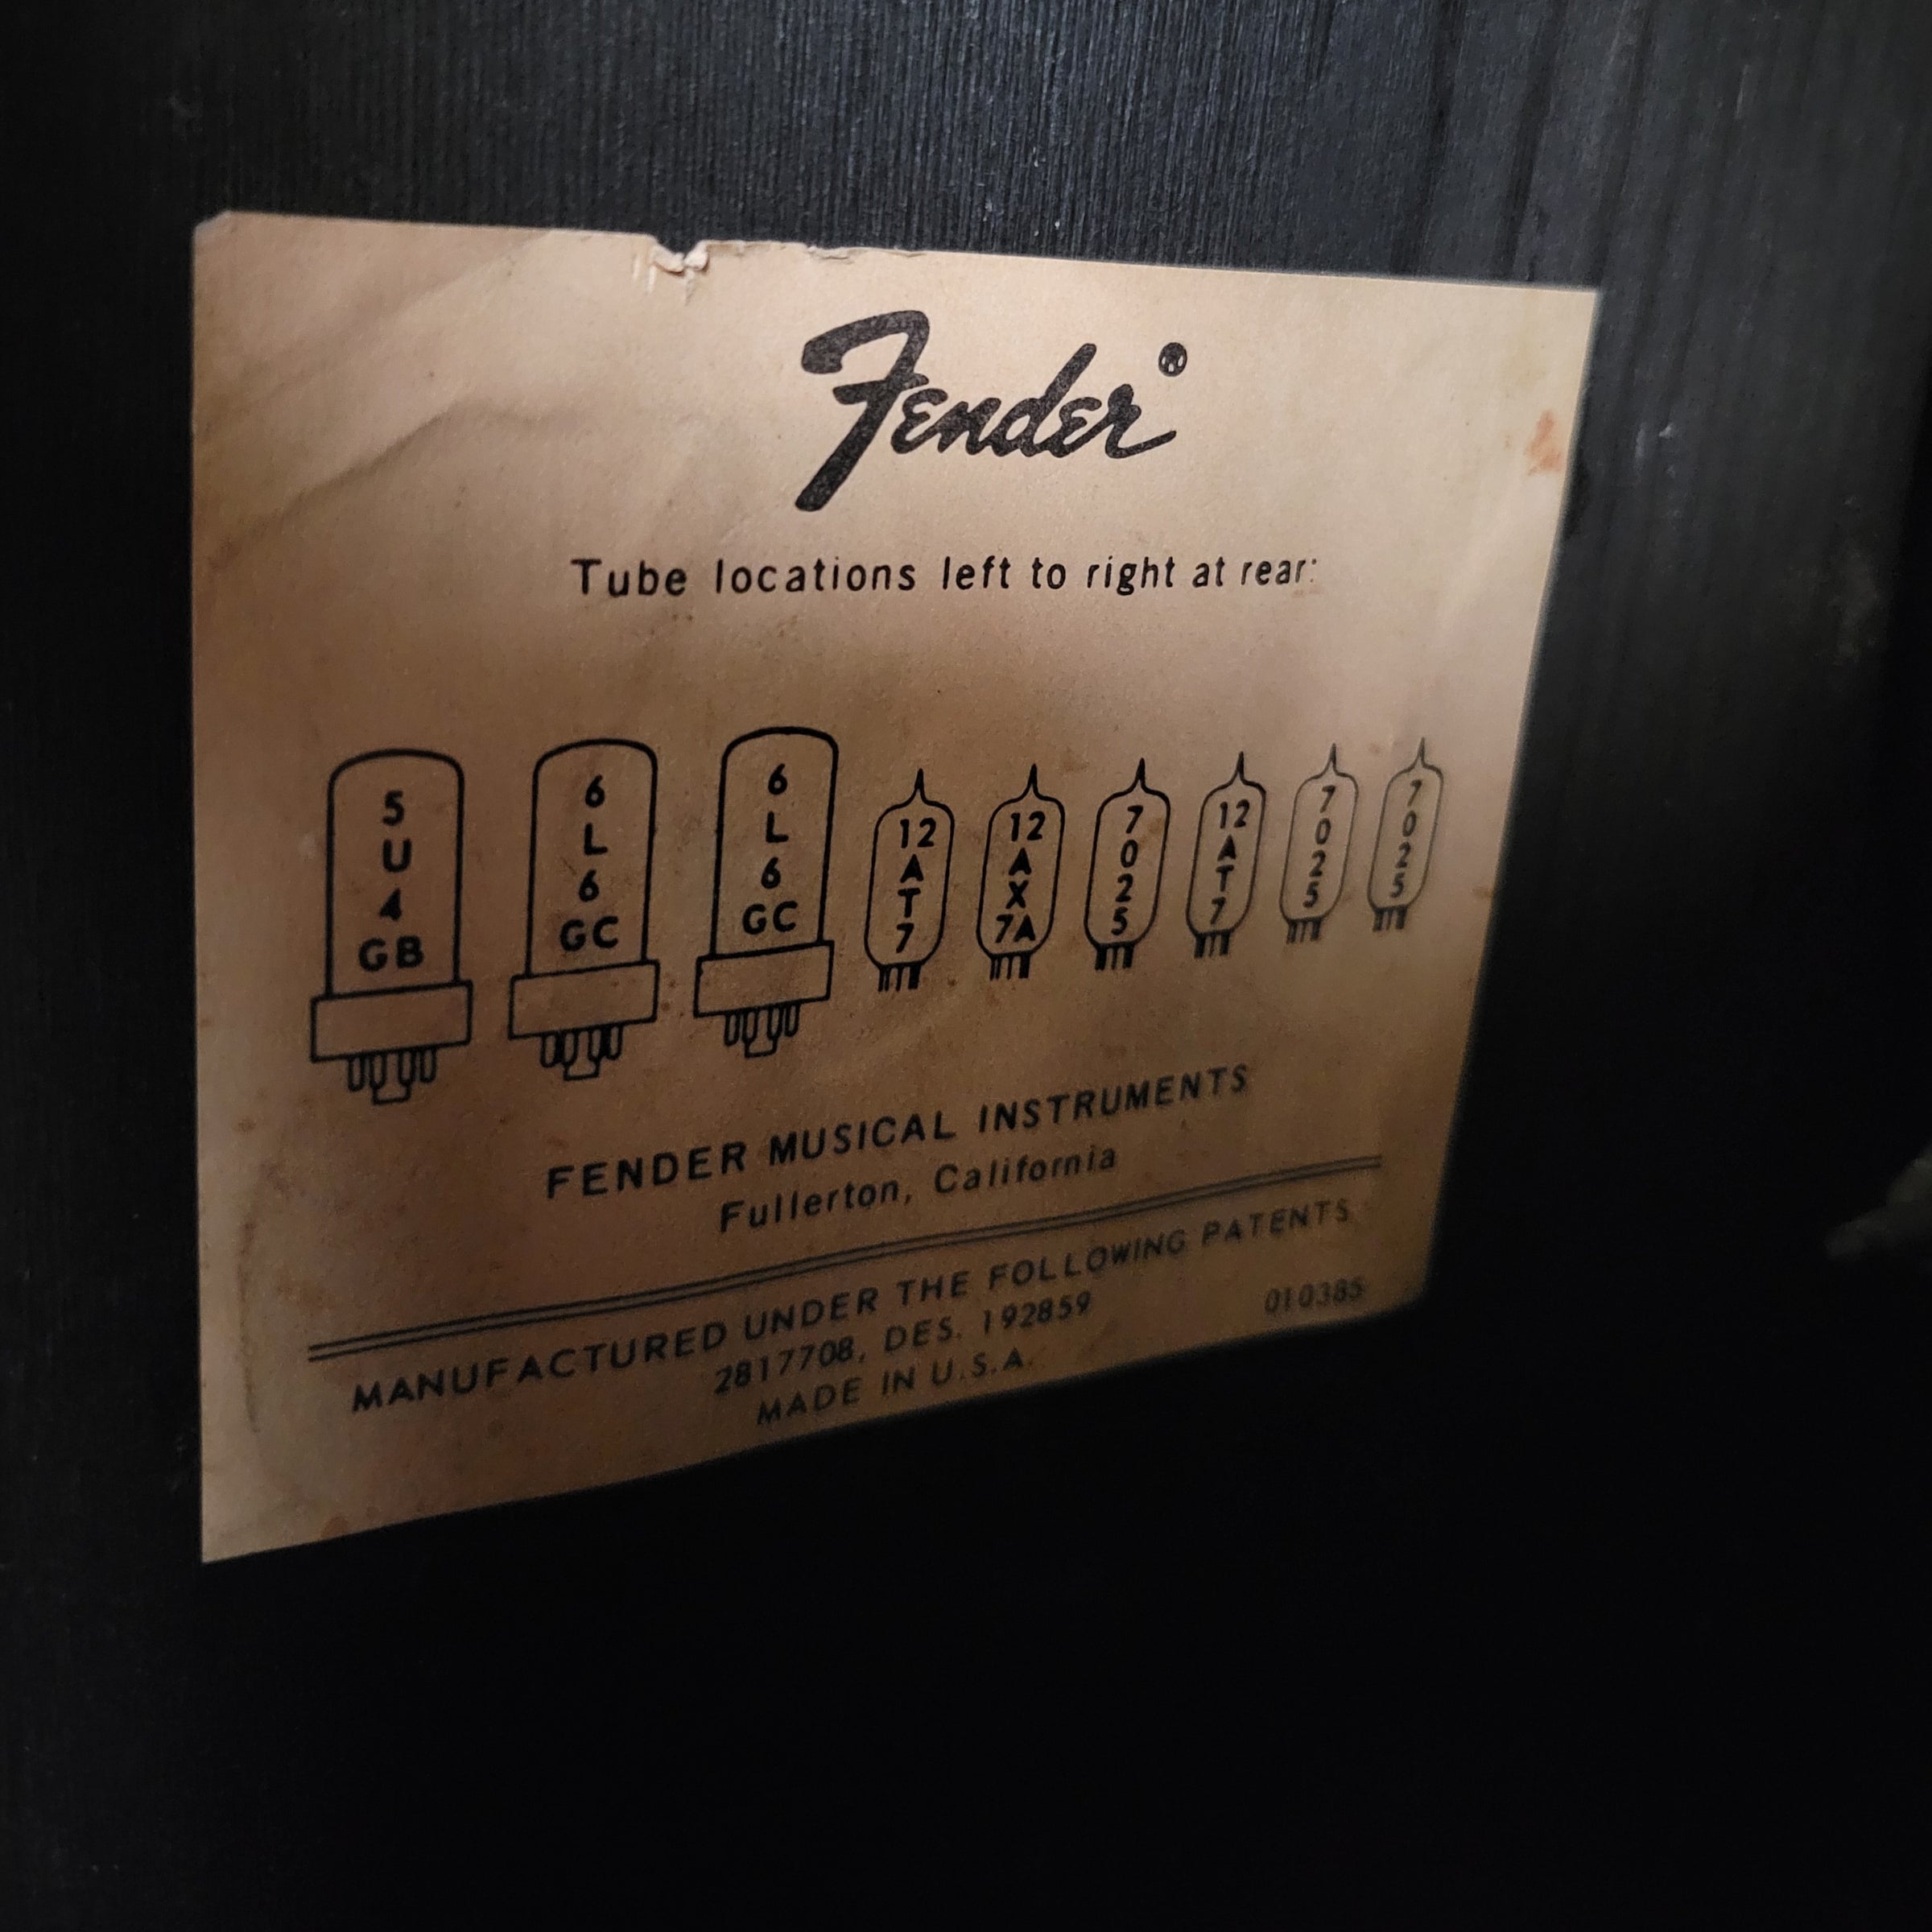 Fender®
Tube locations left to right at rear:
5U4GB 6L6GC 6L6GC 12AT7 12AX7A 7025 12AT7 7025 7025
FENDER MUSICAL INSTRUMENTS
Fullerton, California
MANUFACTURED UNDER THE FOLLOWING PATENTS
2817708, DES. 192859 010385
MADE IN U.S.A.